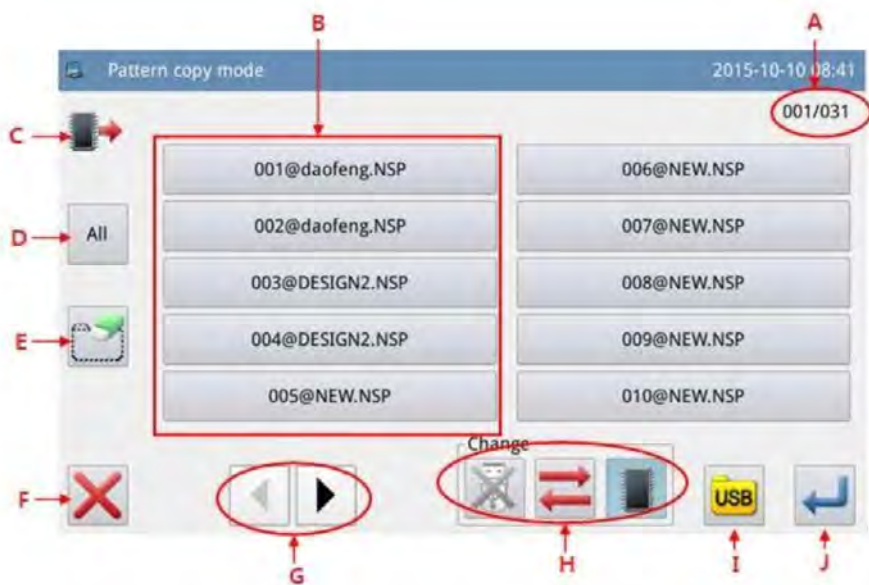 B
A
Pattern copy mode 2015-10-10 08:41
001/031
C
001@daofeng.NSP 006@NEW.NSP
D
All
002@daofeng.NSP 007@NEW.NSP
003@DESIGN2.NSP 008@NEW.NSP
E
004@DESIGN2.NSP 009@NEW.NSP
005@NEW.NSP 010@NEW.NSP
Change
F
USB
G
H
I
J